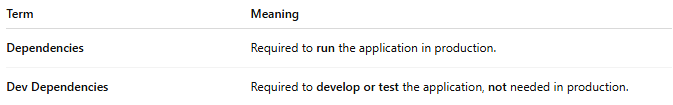 Term Meaning
Dependencies Required to run the application in production.
Dev Dependencies Required to develop or test the application, not needed in production.